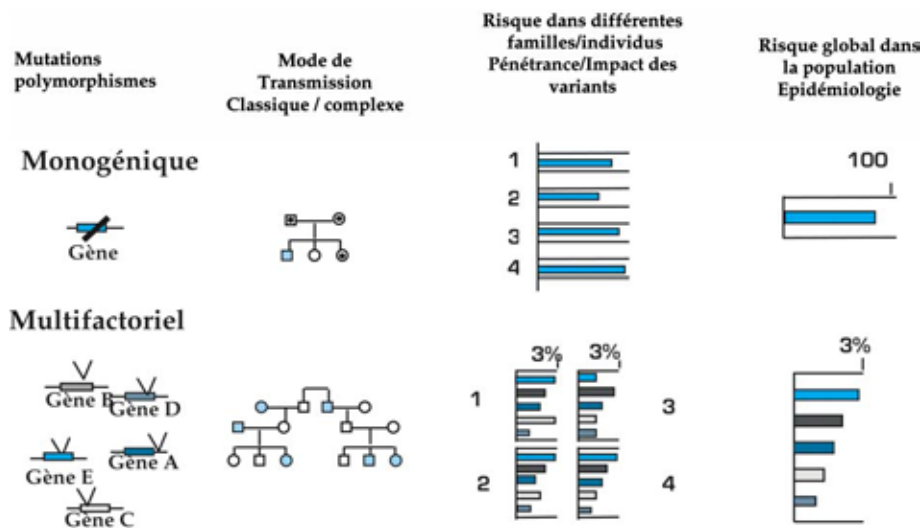 Mutations
polymorphismes
Mode de
Transmission
Classique / complexe
Risque dans différentes
familles/individus
Pénétrance/Impact des
variants
Risque global dans
la population
Epidémiologie
Monogénique
Gène
1
2
3
4
100
Multifactoriel
Gène B
Gène D
Gène E
Gène A
Gène C
3%
3%
1
3
2
4
3%